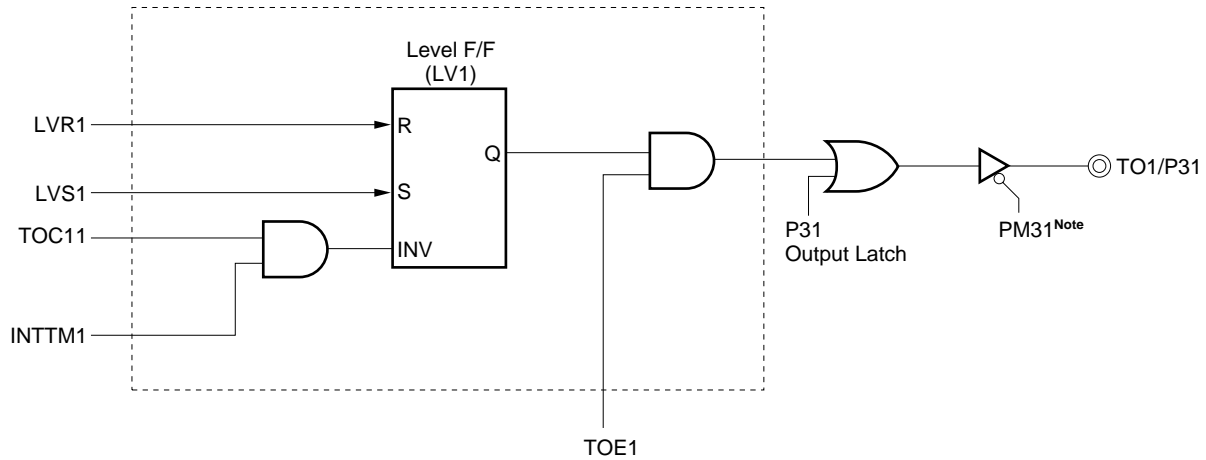 Level F/F
(LV1)
LVR1
R
Q
TO1/P31
LVS1
S
TOC11
P31
Output Latch
PM31Note
INV
INTTM1
TOE1